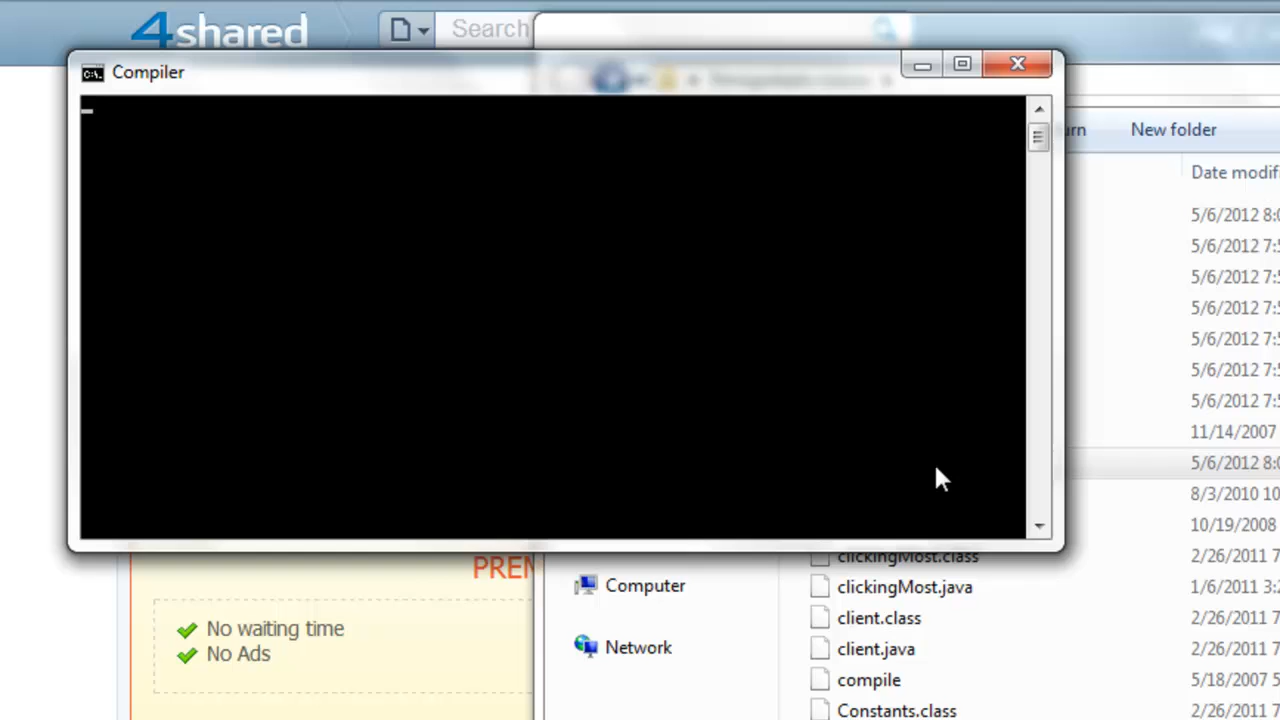 4shared
Search
Compiler
C:\.
urn
New folder
Date modif
5/6/2012 8:0
5/6/2012 7:5
5/6/2012 7:5
5/6/2012 7:5
5/6/2012 7:5
5/6/2012 7:5
5/6/2012 7:5
11/14/2007
5/6/2012 8:0
8/3/2010 10
10/19/2008
clickingMost.class
2/26/2011 7
PREM
Computer
clickingMost.java
1/6/2011 3:2
client.class
2/26/2011 7
No waiting time
Network
client.java
2/26/2011 7
No Ads
compile
5/18/2007 5
Constants.class
2/26/2011 7